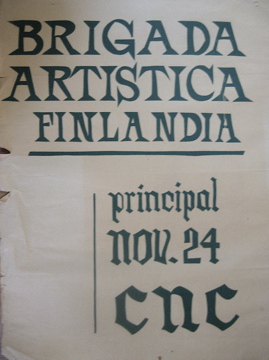 BRIGADA
ARTISTICA
FINLANDIA
principal
nov. 24
cnc